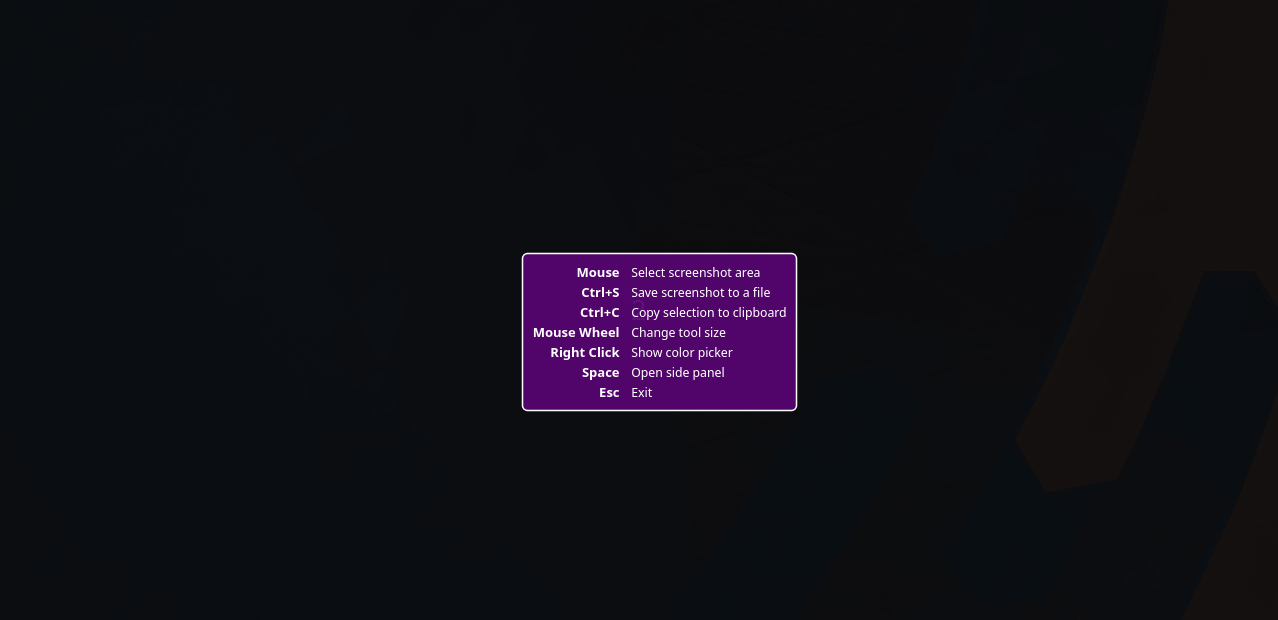 Mouse Select screenshot area
Ctrl+S Save screenshot to a file
Ctrl+C Copy selection to clipboard
Mouse Wheel Change tool size
Right Click Show color picker
Space Open side panel
Esc Exit